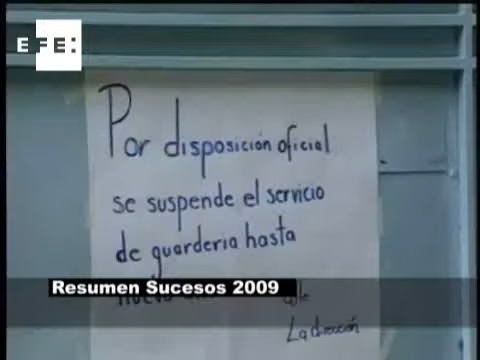 EFE:
Por disposición oficial
se suspende el servicio
de guarderia hasta
Resumen Sucesos 2009
La dirección